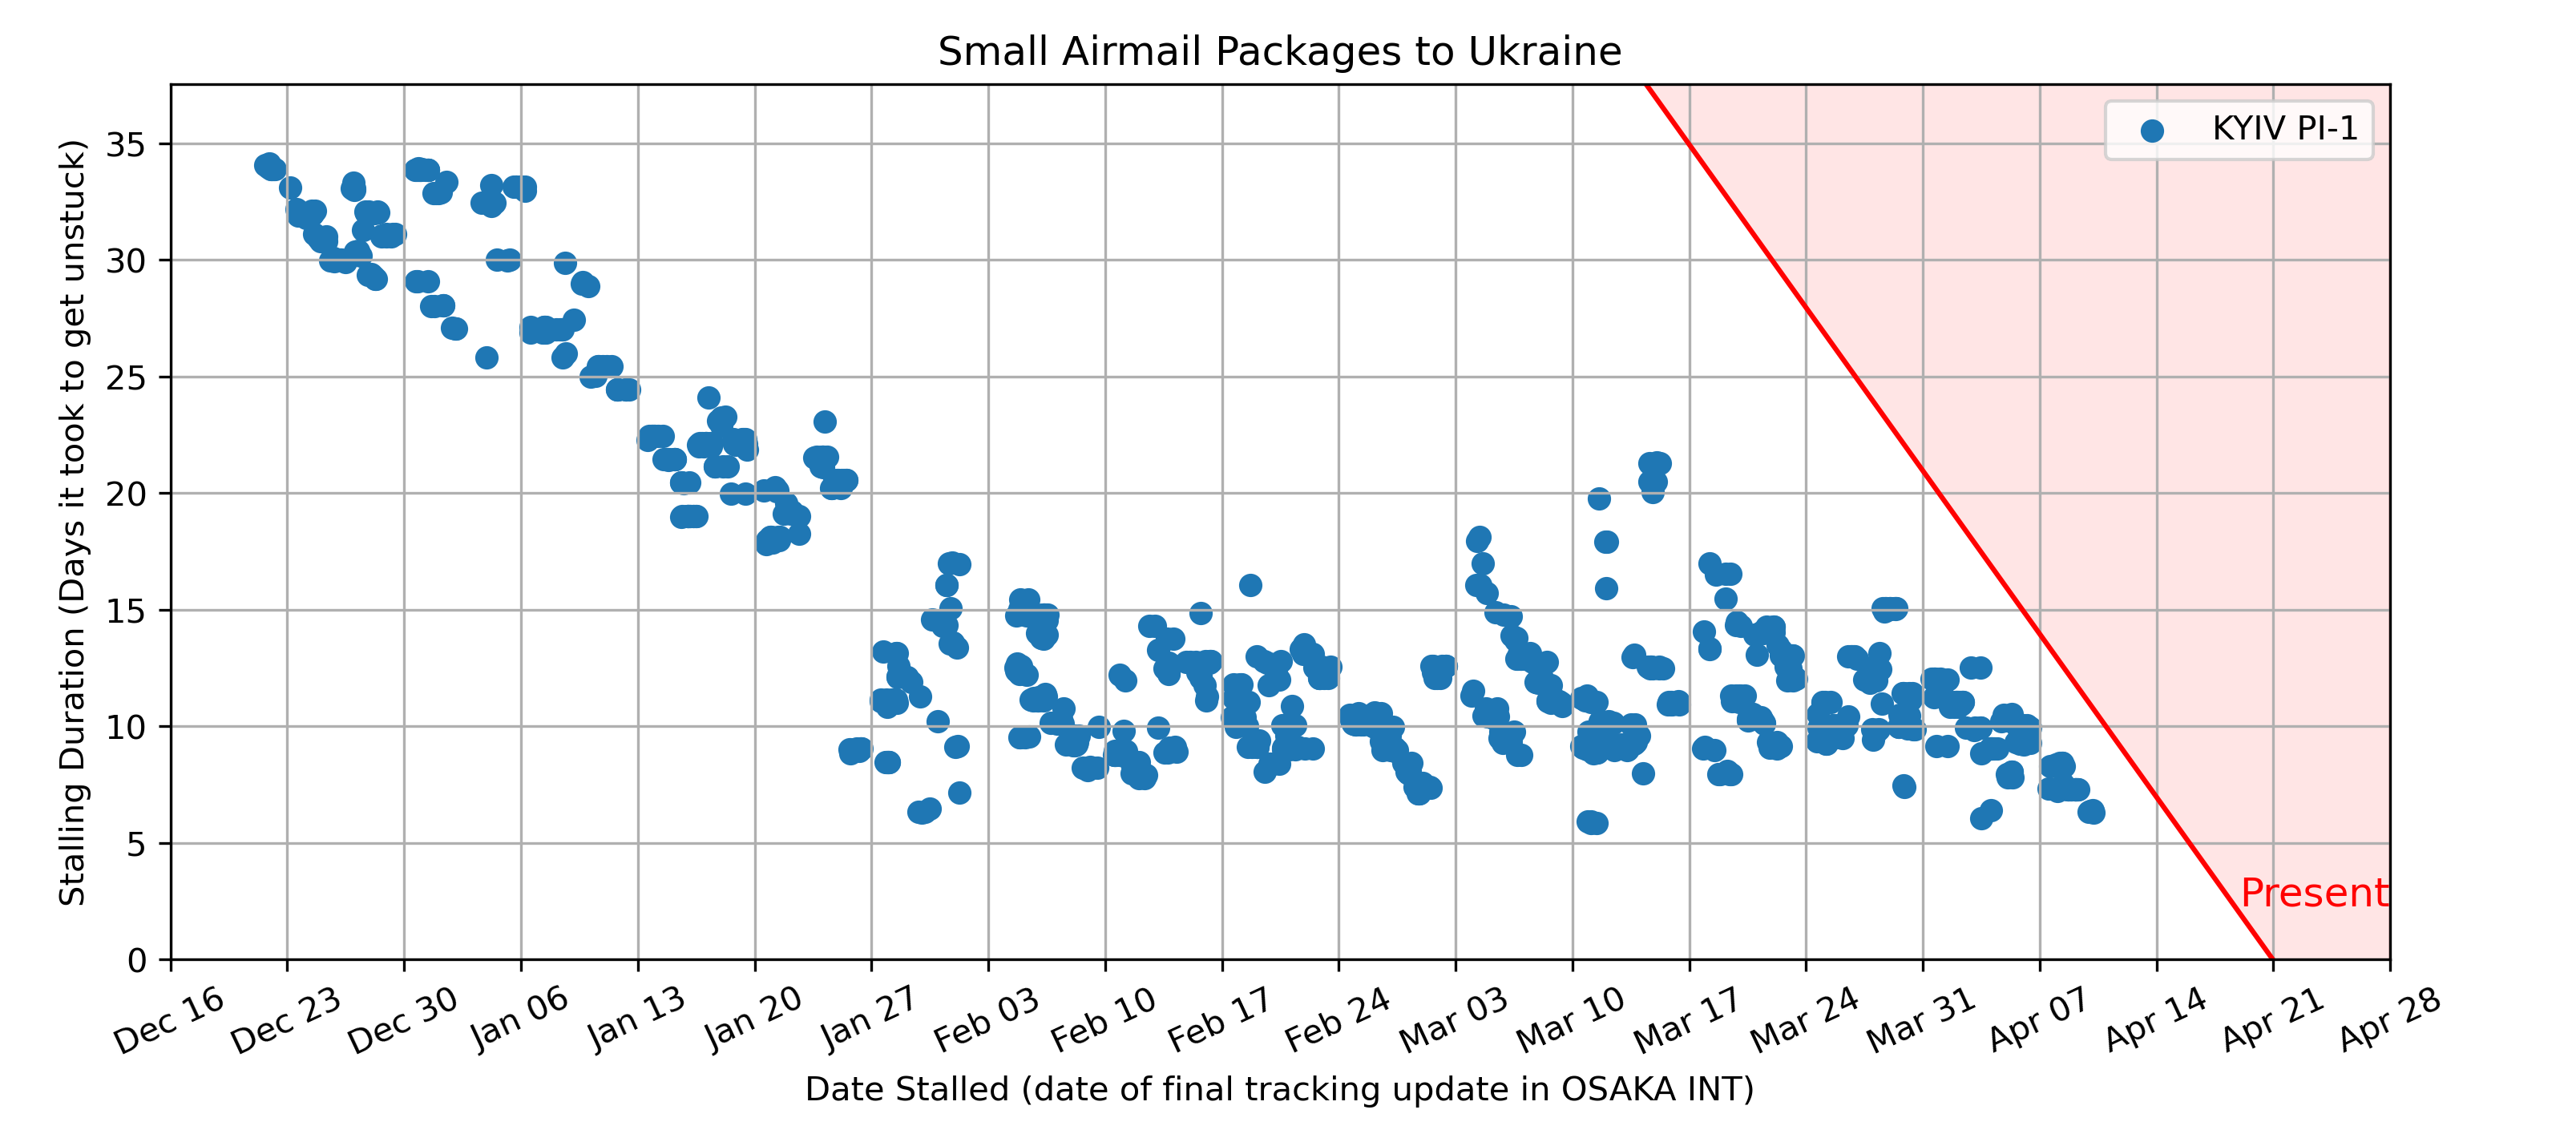 Small Airmail Packages to Ukraine
KYIV PI-1
Stalling Duration (Days it took to get unstuck)
35
30
25
20
15
10
5
0
Present
Dec 16
Dec 23
Dec 30
Jan 06
Jan 13
Jan 20
Jan 27
Feb 03
Feb 10
Feb 17
Feb 24
Mar 03
Mar 10
Mar 17
Mar 24
Mar 31
Apr 07
Apr 14
Apr 21
Apr 28
Date Stalled (date of final tracking update in OSAKA INT)